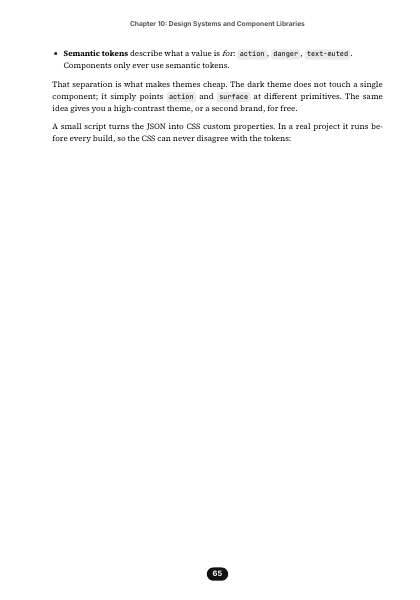 Chapter 10: Design Systems and Component Libraries
• Semantic tokens describe what a value is for: action, danger, text-muted.
Components only ever use semantic tokens.
That separation is what makes themes cheap. The dark theme does not touch a single
component; it simply points action and surface at different primitives. The same
idea gives you a high-contrast theme, or a second brand, for free.
A small script turns the JSON into CSS custom properties. In a real project it runs be-
fore every build, so the CSS can never disagree with the tokens:
65